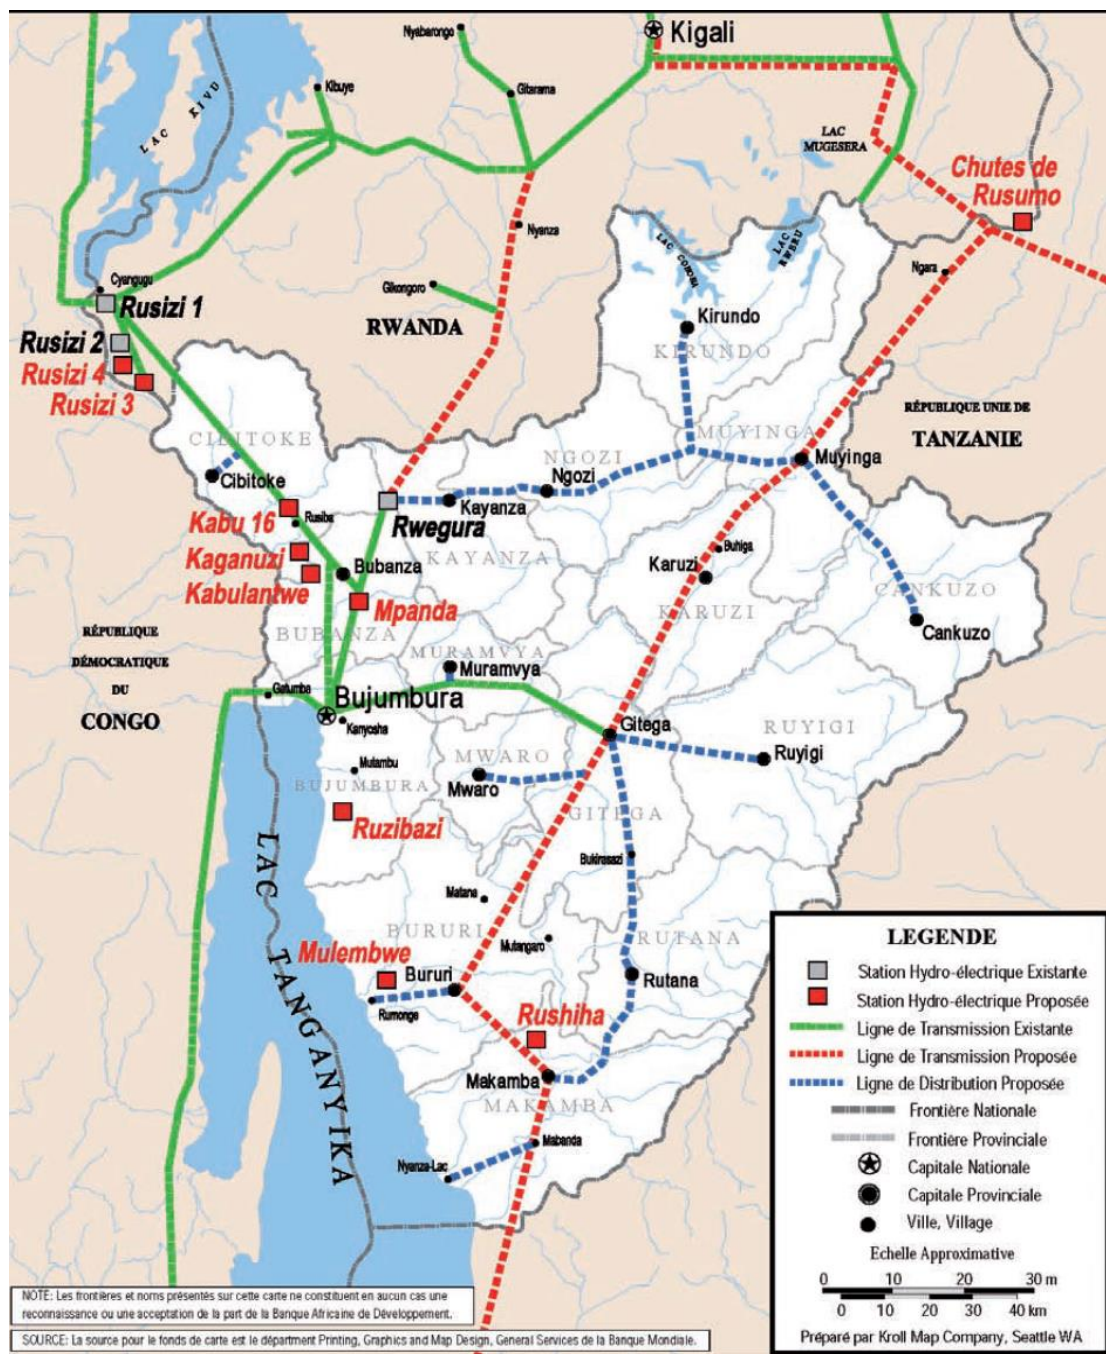 Nyabarongo
Kigali
Kibuye
Gitarama
LAC KIVU
LAC
MUGESERA
Chutes de
Rusumo
Nyanza
LAC COHOHA
LAC
RWERU
Ngara
Cyangugu
Gikongoro
Rusizi 1
RWANDA
Kirundo
Rusizi 2
KIRUNDO
Rusizi 4
Rusizi 3
RÉPUBLIQUE UNIE DE
TANZANIE
CIBITOKE
MUYINGA
NGOZI
Muyinga
Cibitoke
Ngozi
Kayanza
Kabu 16
Rusiba
Rwegura
Kaganuzi
KAYANZA
Buhiga
Bubanza
Karuzi
Kabulantwe
CANKUZO
Mpanda
KARUZI
Cankuzo
RÉPUBLIQUE
DÉMOCRATIQUE
DU
CONGO
BUBANZA
MURAMVYA
Muramvya
Gatumba
Bujumbura
Kanyosha
Gitega
RUYIGI
MWARO
Ruyigi
Mutambu
BUJUMBURA
Mwaro
GITEGA
Ruzibazi
LAC TANGANYIKA
Bukirasazi
Matana
BURURI
Mutangaro
RUTANA
Mulembwe
Bururi
Rutana
Rumonge
Rushiha
Makamba
MAKAMBA
Mabanda
Nyanza-Lac
LEGENDE
Station Hydro-électrique Existante
Station Hydro-électrique Proposée
Ligne de Transmission Existante
Ligne de Transmission Proposée
Ligne de Distribution Proposée
Frontière Nationale
Frontière Provinciale
Capitale Nationale
Capitale Provinciale
Ville, Village
Echelle Approximative
0 10 20 30 m
0 10 20 30 40 km
Préparé par Kroll Map Company, Seattle WA
NOTE: Les frontières et noms présentés sur cette carte ne constituent en aucun cas une
reconnaissance ou une acceptation de la part de la Banque Africaine de Développement.
SOURCE: La source pour le fonds de carte est le départment Printing, Graphics and Map Design, General Services de la Banque Mondiale.